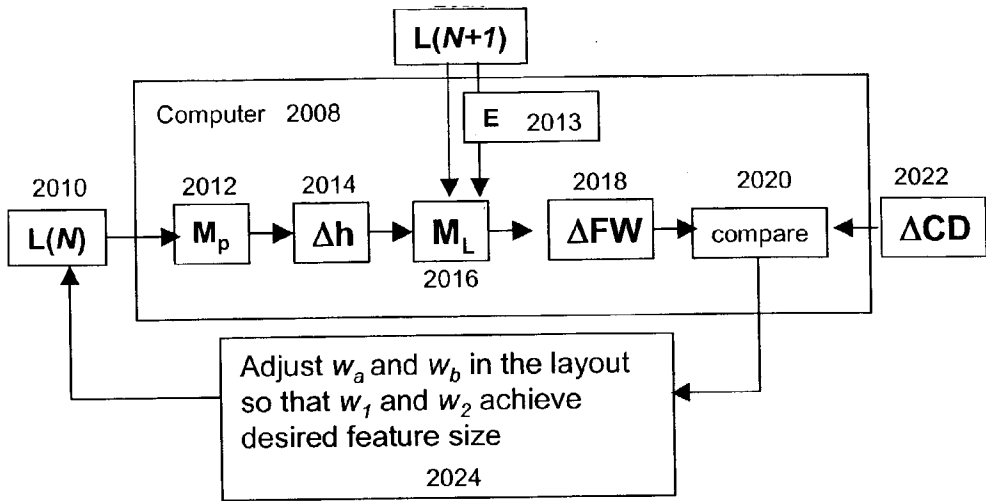 L(N+1)
Computer 2008
E 2013
2010
2012
2014
2018
2020
2022
L(N)
Mp
Δh
ML
ΔFW
compare
ΔCD
2016
Adjust wa and wb in the layout
so that w1 and w2 achieve
desired feature size
2024